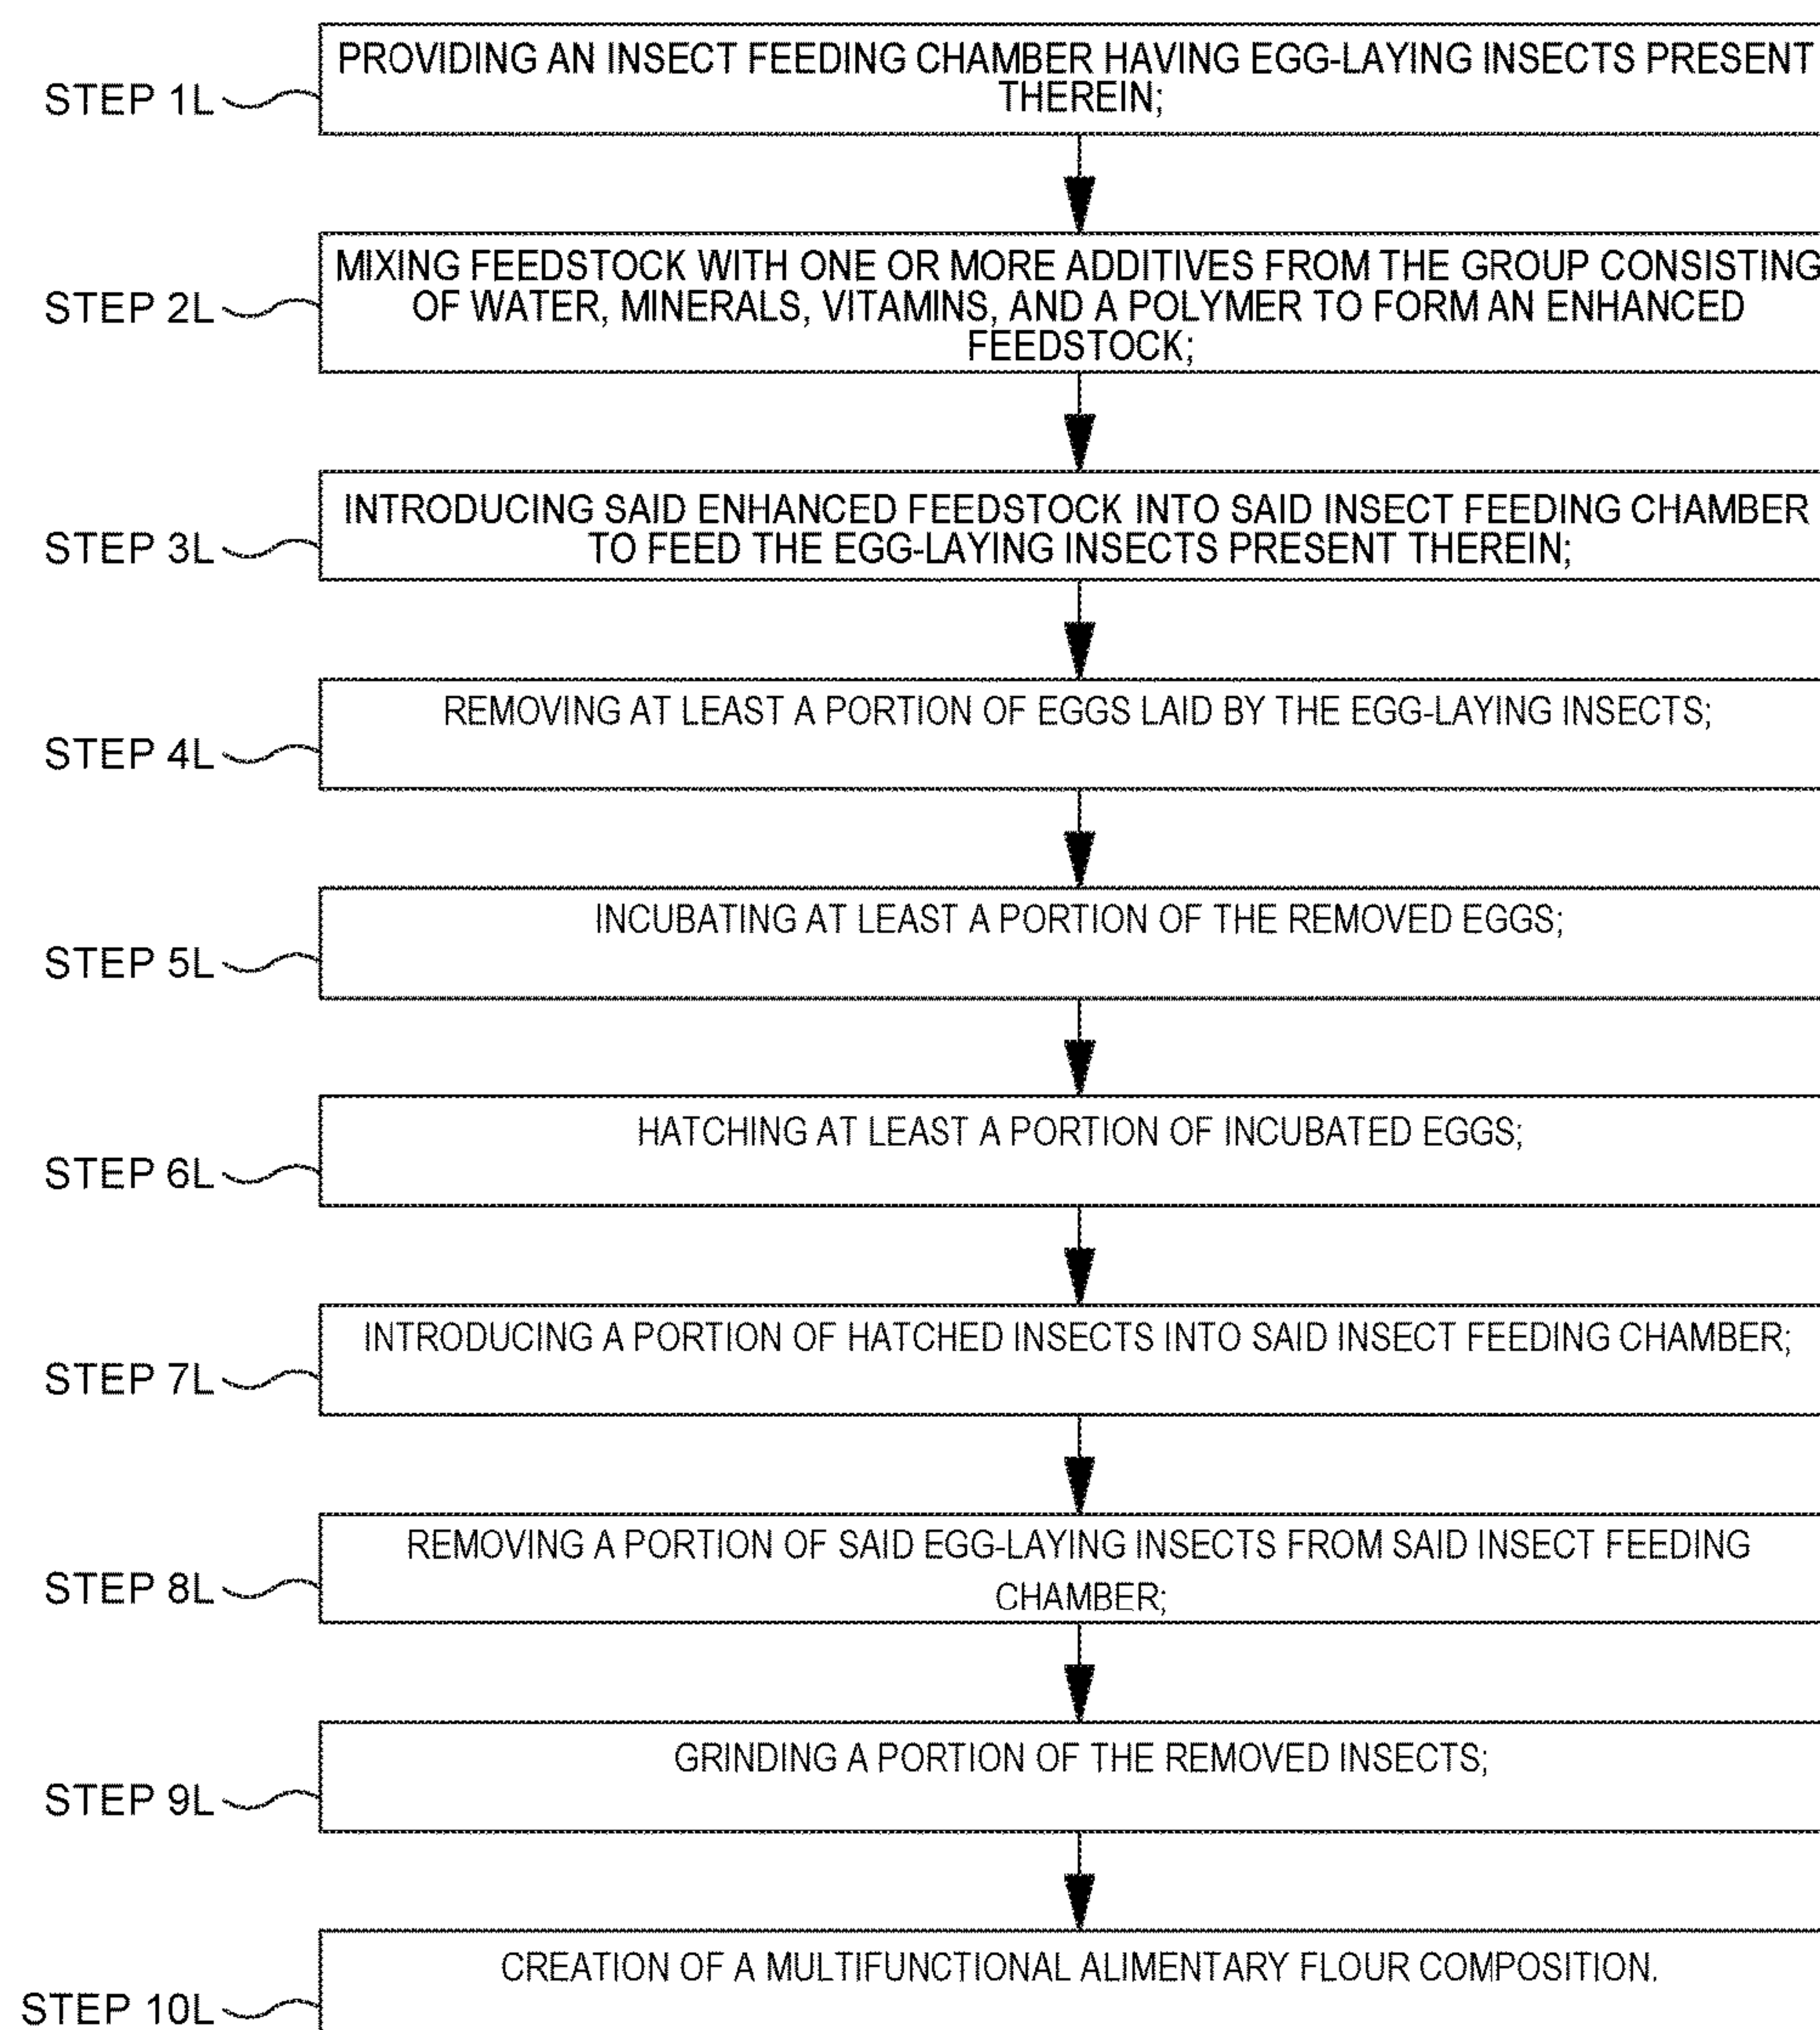 PROVIDING AN INSECT FEEDING CHAMBER HAVING EGG-LAYING INSECTS PRESENT
THEREIN;
STEP 1L
MIXING FEEDSTOCK WITH ONE OR MORE ADDITIVES FROM THE GROUP CONSISTING
OF WATER, MINERALS, VITAMINS, AND A POLYMER TO FORM AN ENHANCED
FEEDSTOCK;
STEP 2L
INTRODUCING SAID ENHANCED FEEDSTOCK INTO SAID INSECT FEEDING CHAMBER
TO FEED THE EGG-LAYING INSECTS PRESENT THEREIN;
STEP 3L
REMOVING AT LEAST A PORTION OF EGGS LAID BY THE EGG-LAYING INSECTS;
STEP 4L
INCUBATING AT LEAST A PORTION OF THE REMOVED EGGS;
STEP 5L
HATCHING AT LEAST A PORTION OF INCUBATED EGGS;
STEP 6L
INTRODUCING A PORTION OF HATCHED INSECTS INTO SAID INSECT FEEDING CHAMBER;
STEP 7L
REMOVING A PORTION OF SAID EGG-LAYING INSECTS FROM SAID INSECT FEEDING
CHAMBER;
STEP 8L
GRINDING A PORTION OF THE REMOVED INSECTS;
STEP 9L
CREATION OF A MULTIFUNCTIONAL ALIMENTARY FLOUR COMPOSITION.
STEP 10L